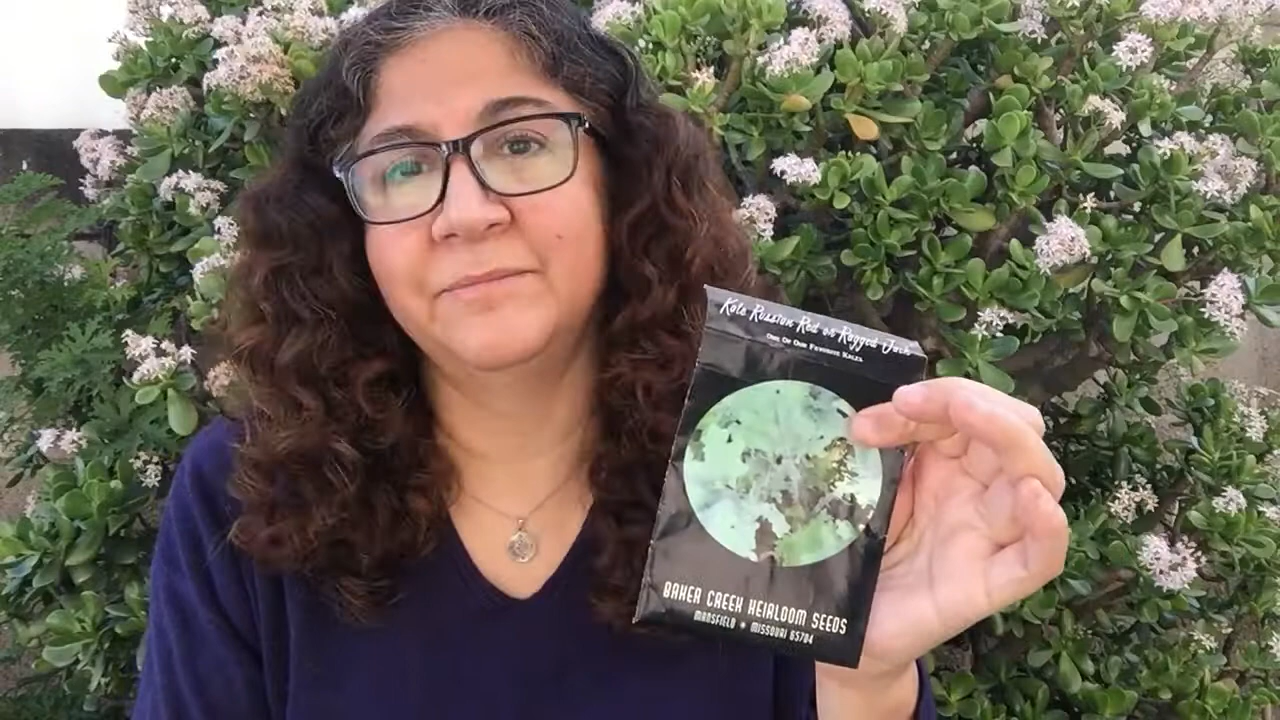 Kale Russian Red or Ragged Jack
One Of Our Favorite Kales.
BAKER CREEK HEIRLOOM SEEDS
MANSFIELD * MISSOURI 65704